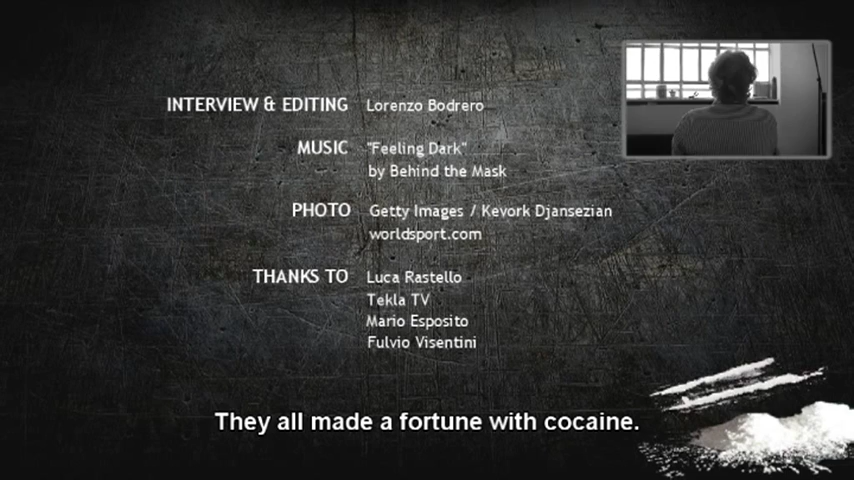 INTERVIEW & EDITING Lorenzo Bodrero
MUSIC "Feeling Dark"
by Behind the Mask
PHOTO Getty Images / Kevork Djansezian
worldsport.com
THANKS TO Luca Rastello
Tekla TV
Mario Esposito
Fulvio Visentini
They all made a fortune with cocaine.